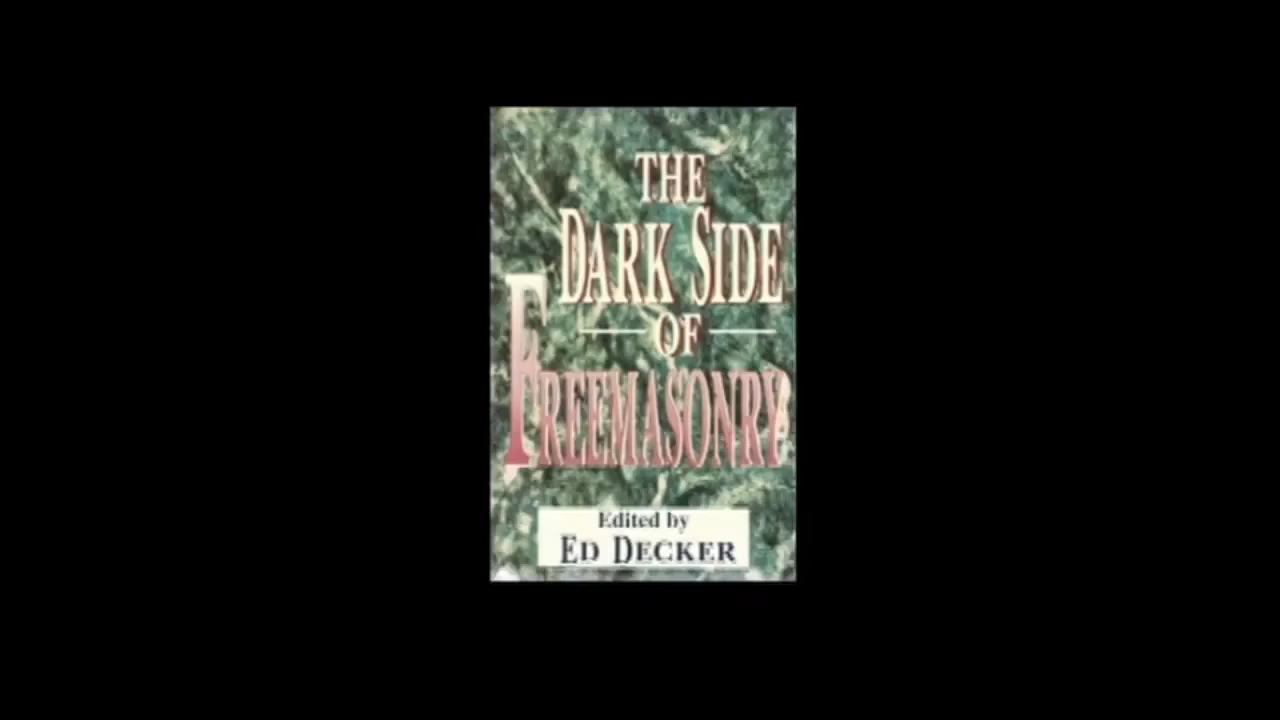 THE
DARK SIDE
OF
FREEMASONRY
Edited by
ED DECKER